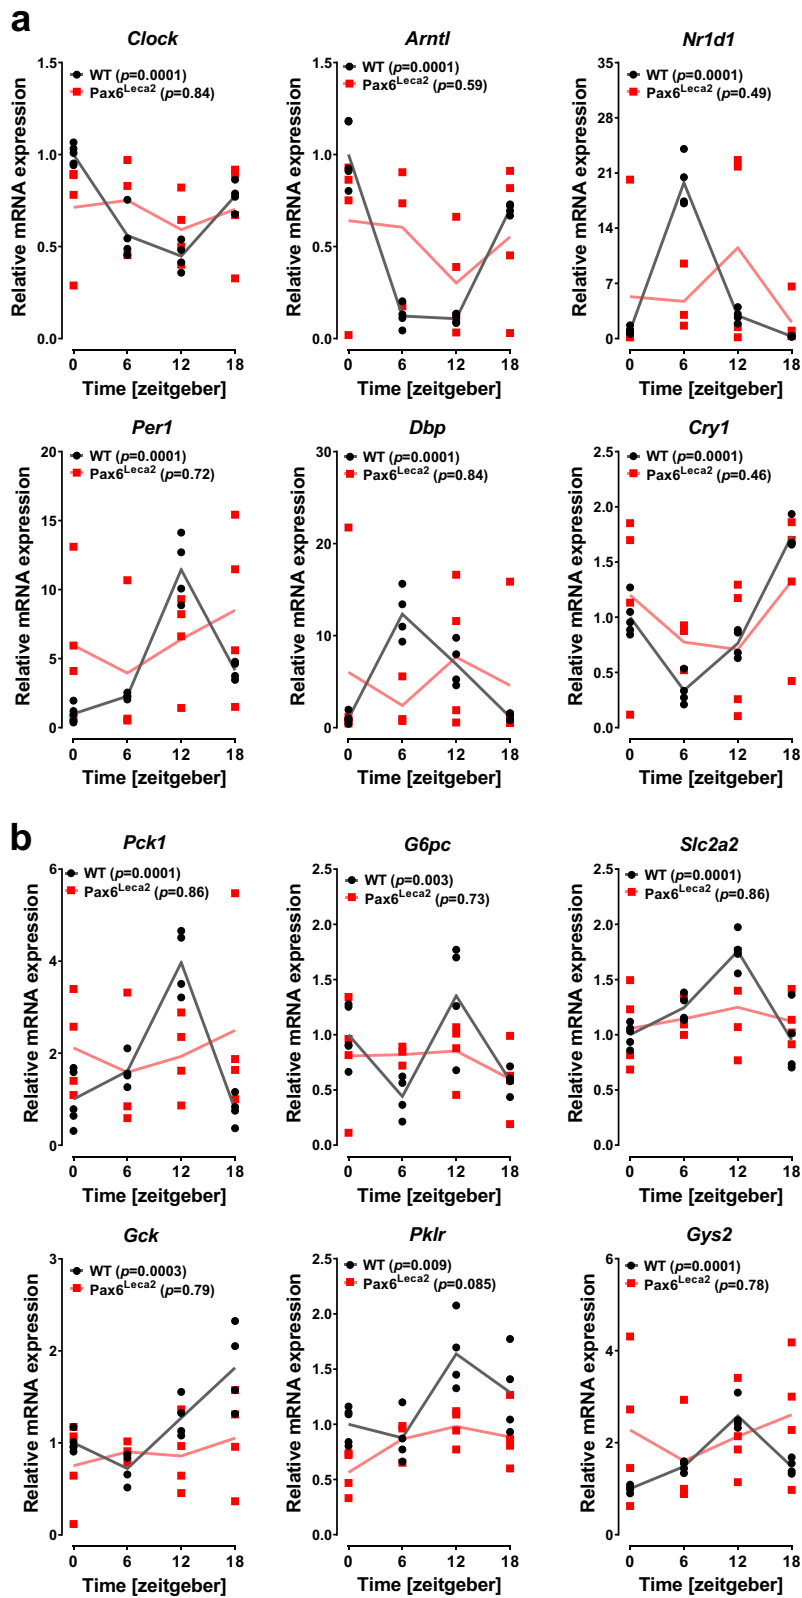 a
Clock
Arntl
Nr1d1
Relative mRNA expression
1.5
1.0
0.5
0.0
WT (p=0.0001)
Pax6Leca2 (p=0.84)
0 6 12 18
Time [zeitgeber]
Relative mRNA expression
1.5
1.0
0.5
0.0
WT (p=0.0001)
Pax6Leca2 (p=0.59)
0 6 12 18
Time [zeitgeber]
Relative mRNA expression
35
28
21
14
7
0
WT (p=0.0001)
Pax6Leca2 (p=0.49)
0 6 12 18
Time [zeitgeber]
Per1
Dbp
Cry1
Relative mRNA expression
20
15
10
5
0
WT (p=0.0001)
Pax6Leca2 (p=0.72)
0 6 12 18
Time [zeitgeber]
Relative mRNA expression
30
20
10
0
WT (p=0.0001)
Pax6Leca2 (p=0.84)
0 6 12 18
Time [zeitgeber]
Relative mRNA expression
2.5
2.0
1.5
1.0
0.5
0.0
WT (p=0.0001)
Pax6Leca2 (p=0.46)
0 6 12 18
Time [zeitgeber]
b
Pck1
G6pc
Slc2a2
Relative mRNA expression
6
4
2
0
WT (p=0.0001)
Pax6Leca2 (p=0.86)
0 6 12 18
Time [zeitgeber]
Relative mRNA expression
2.5
2.0
1.5
1.0
0.5
0.0
WT (p=0.003)
Pax6Leca2 (p=0.73)
0 6 12 18
Time [zeitgeber]
Relative mRNA expression
2.5
2.0
1.5
1.0
0.5
0.0
WT (p=0.0001)
Pax6Leca2 (p=0.86)
0 6 12 18
Time [zeitgeber]
Gck
Pklr
Gys2
Relative mRNA expression
3
2
1
0
WT (p=0.0003)
Pax6Leca2 (p=0.79)
0 6 12 18
Time [zeitgeber]
Relative mRNA expression
2.5
2.0
1.5
1.0
0.5
0.0
WT (p=0.009)
Pax6Leca2 (p=0.085)
0 6 12 18
Time [zeitgeber]
Relative mRNA expression
6
4
2
0
WT (p=0.0001)
Pax6Leca2 (p=0.78)
0 6 12 18
Time [zeitgeber]